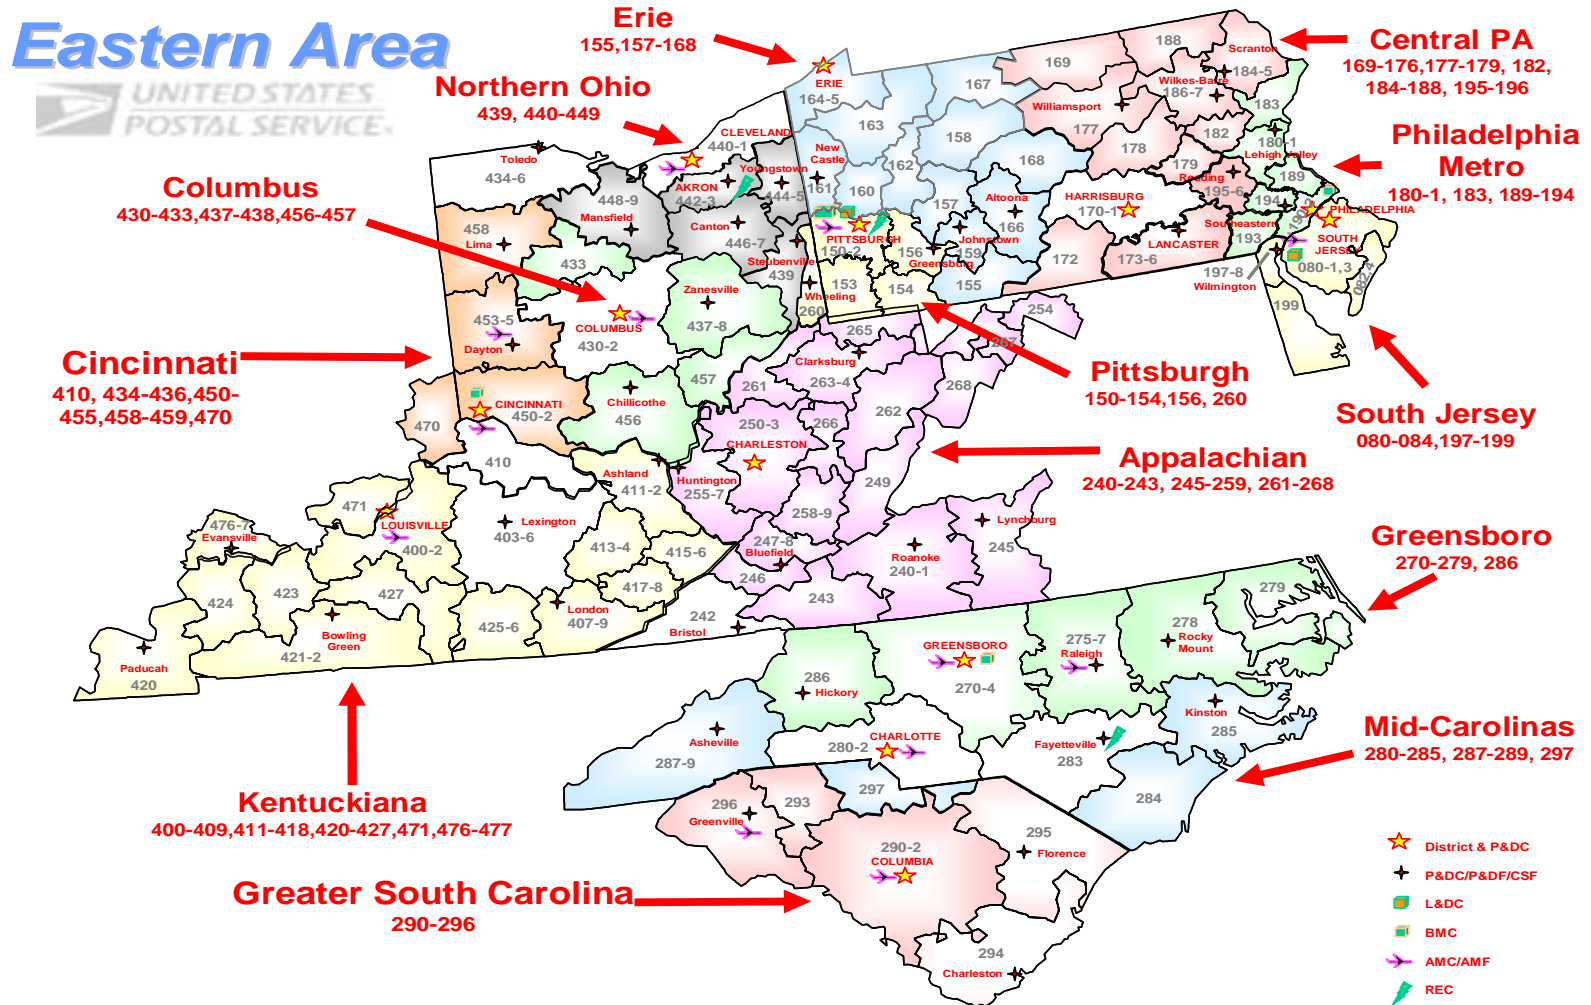 Eastern Area
UNITED STATES
POSTAL SERVICE®
Erie
155,157-168
Northern Ohio
439, 440-449
Central PA
169-176,177-179, 182,
184-188, 195-196
Philadelphia
Metro
180-1, 183, 189-194
Columbus
430-433,437-438,456-457
Cincinnati
410, 434-436,450-
455,458-459,470
Pittsburgh
150-154,156, 260
South Jersey
080-084,197-199
Appalachian
240-243, 245-259, 261-268
Greensboro
270-279, 286
Mid-Carolinas
280-285, 287-289, 297
Kentuckiana
400-409,411-418,420-427,471,476-477
Greater South Carolina
290-296
ERIE
164-5
163
167
169
188
Scranton
184-5
Wilkes-Barre
186-7
183
Williamsport
177
182
180-1
Lehigh Valley
178
179
Reading
195-6
189
194
Southeastern
193
190-2
PHILADELPHIA
SOUTH
JERSEY
080-1,3
082,4
197-8
Wilmington
199
158
168
162
New
Castle
161
160
157
Altoona
166
HARRISBURG
170-1
LANCASTER
173-6
172
Johnstown
159
155
PITTSBURGH
150-2
156
Greensburg
153
154
Wheeling
260
CLEVELAND
440-1
Toledo
434-6
AKRON
442-3
Youngstown
444-5
448-9
Mansfield
Canton
446-7
Steubenville
439
458
Lima
433
Zanesville
437-8
COLUMBUS
430-2
453-5
Dayton
457
CINCINNATI
450-2
Chillicothe
456
470
410
265
Clarksburg
263-4
254
267
268
261
262
250-3
266
CHARLESTON
249
Huntington
255-7
258-9
Ashland
411-2
471
LOUISVILLE
400-2
476-7
Evansville
Lexington
403-6
413-4
415-6
417-8
247-8
Bluefield
246
Lynchburg
245
Roanoke
240-1
243
242
Bristol
424
423
427
425-6
London
407-9
Bowling
Green
421-2
Paducah
420
279
278
Rocky
Mount
275-7
Raleigh
GREENSBORO
270-4
286
Hickory
Kinston
285
Asheville
287-9
CHARLOTTE
280-2
Fayetteville
283
284
297
296
Greenville
293
295
Florence
290-2
COLUMBIA
294
Charleston
District & P&DC
P&DC/P&DF/CSF
L&DC
BMC
AMC/AMF
REC